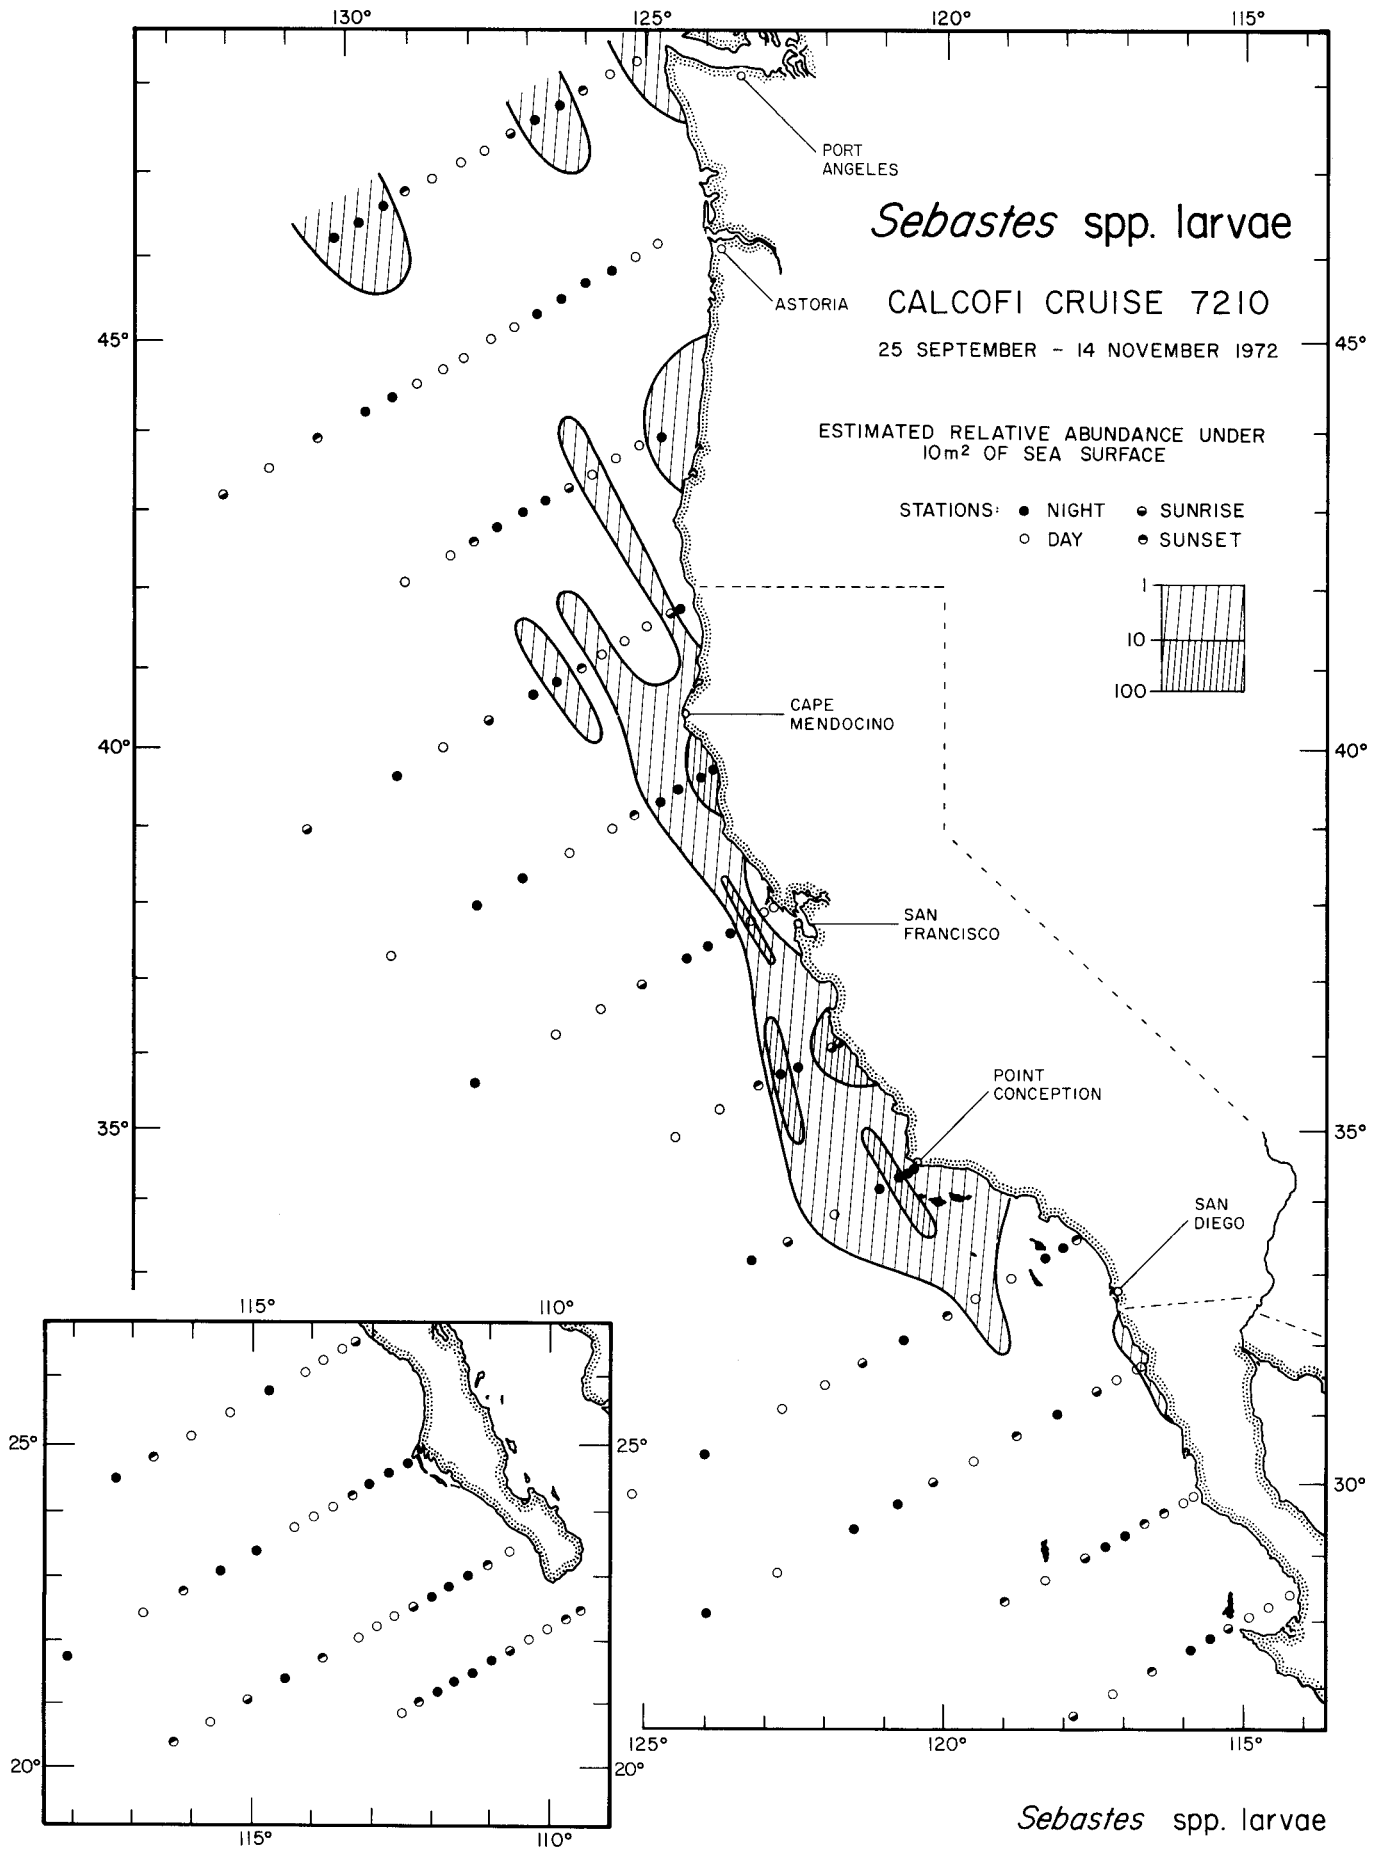 130°
125°
120°
115°
PORT
ANGELES
Sebastes spp. larvae
ASTORIA
CALCOFI CRUISE 7210
45°
45°
25 SEPTEMBER – 14 NOVEMBER 1972
ESTIMATED RELATIVE ABUNDANCE UNDER
10m² OF SEA SURFACE
STATIONS: NIGHT SUNRISE
DAY SUNSET
1
10
100
CAPE
MENDOCINO
40°
40°
SAN
FRANCISCO
POINT
CONCEPTION
35°
35°
SAN
DIEGO
115°
110°
25°
25°
30°
125°
120°
115°
20°
20°
115°
110°
Sebastes spp. larvae